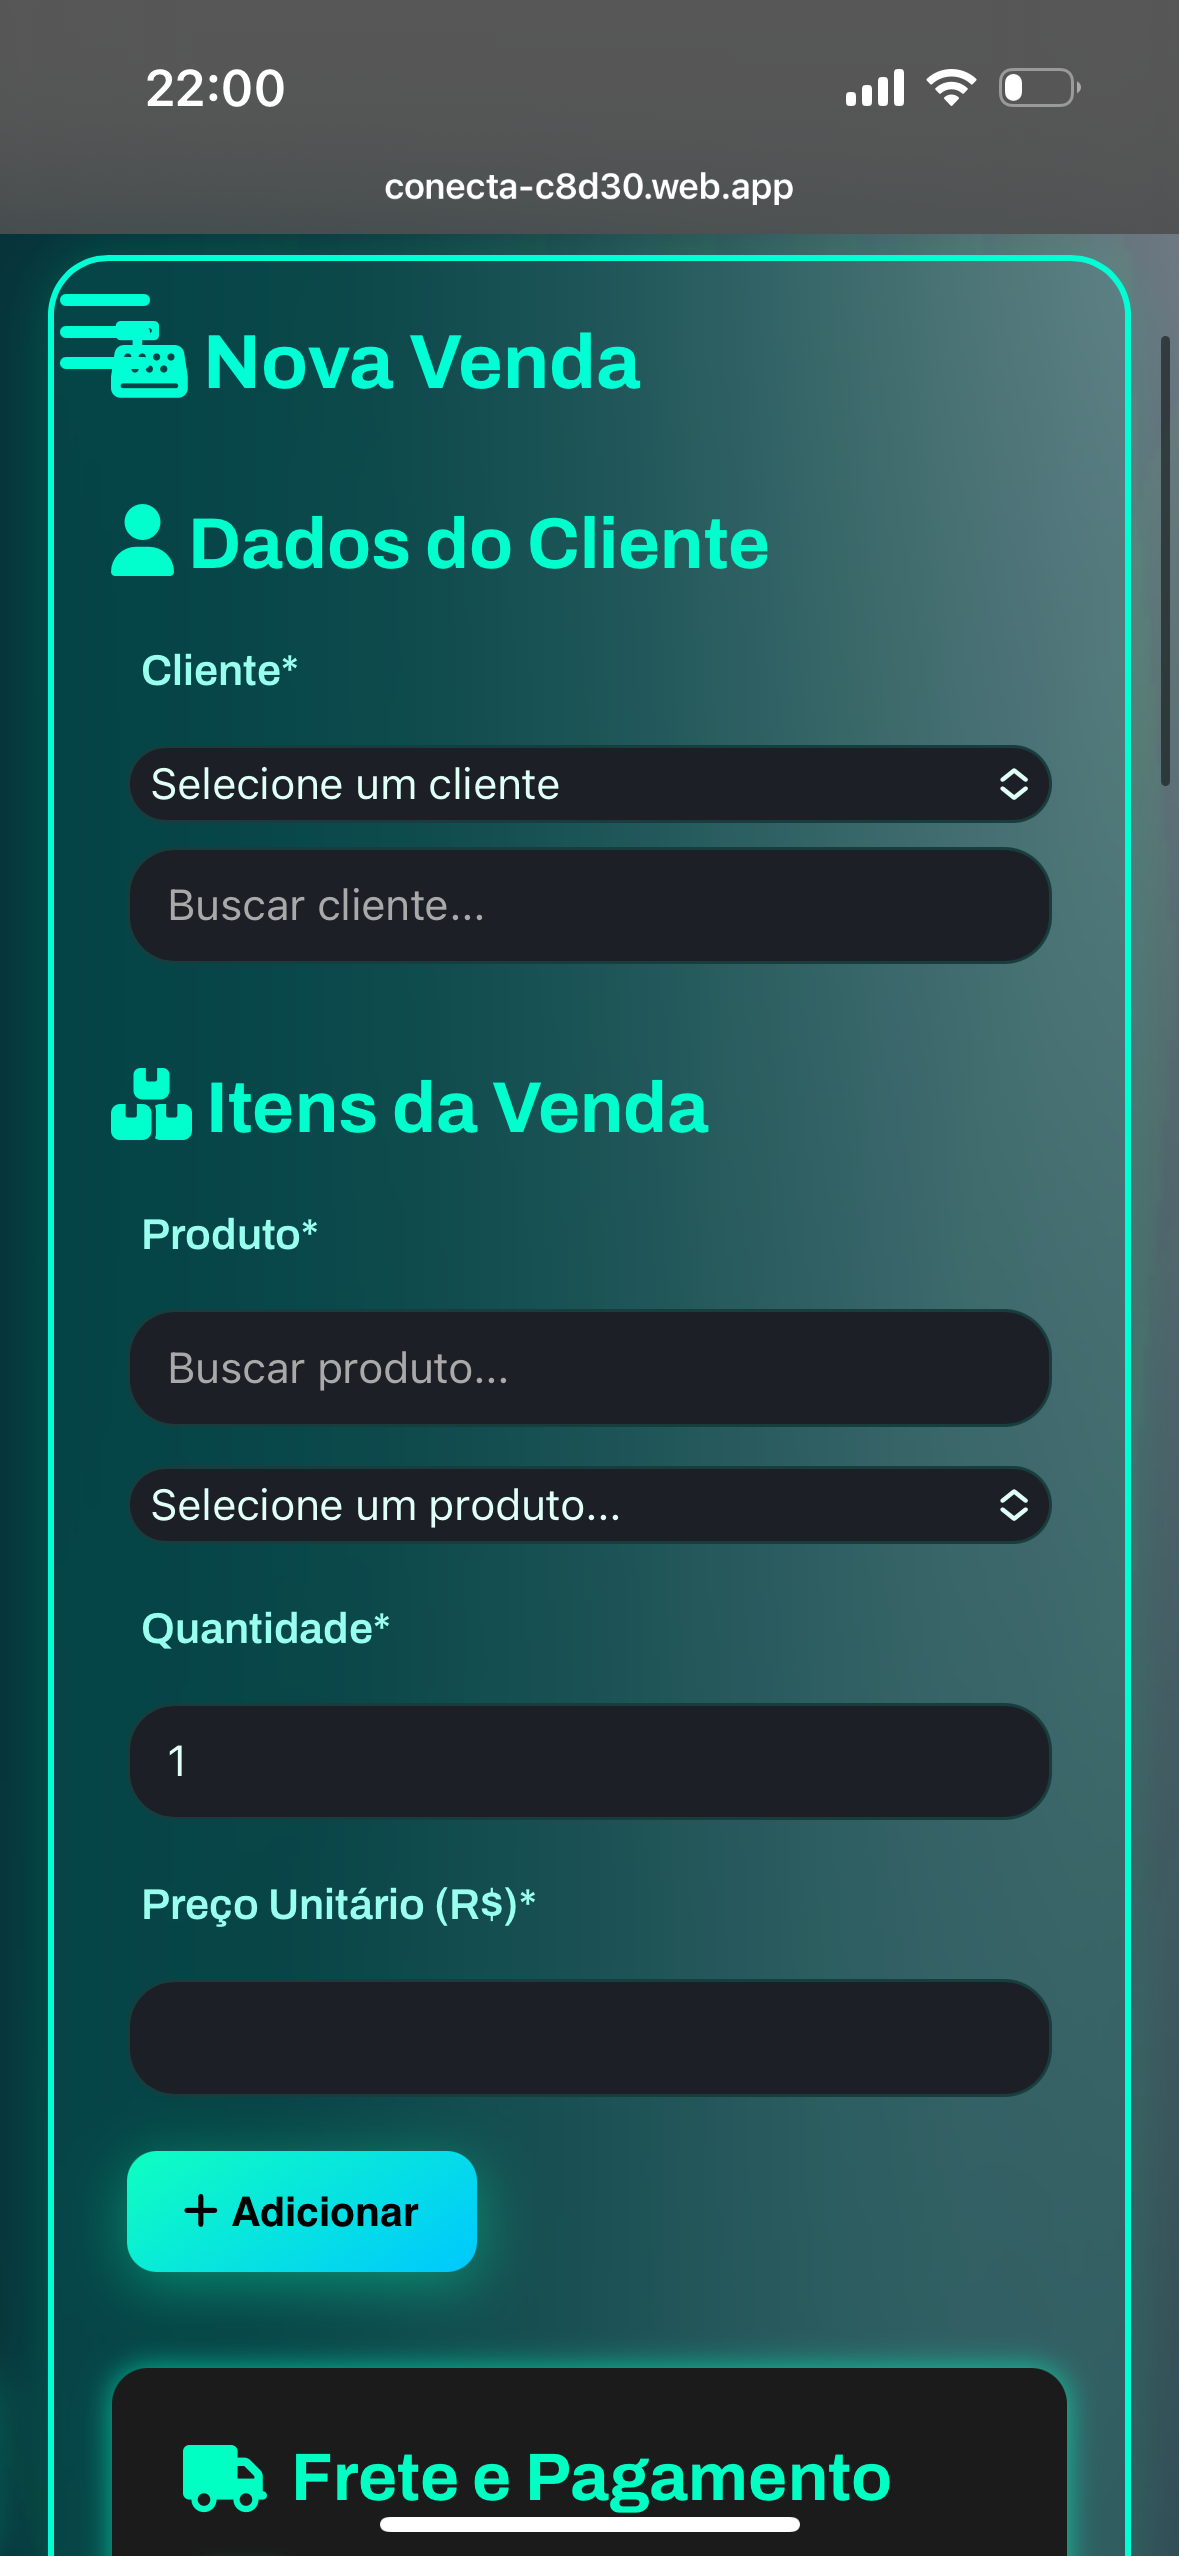 22:00
conecta-c8d30.web.app
Nova Venda
Dados do Cliente
Cliente*
Selecione um cliente
Buscar cliente...
Itens da Venda
Produto*
Buscar produto...
Selecione um produto...
Quantidade*
1
Preço Unitário (R$)*
+ Adicionar
Frete e Pagamento